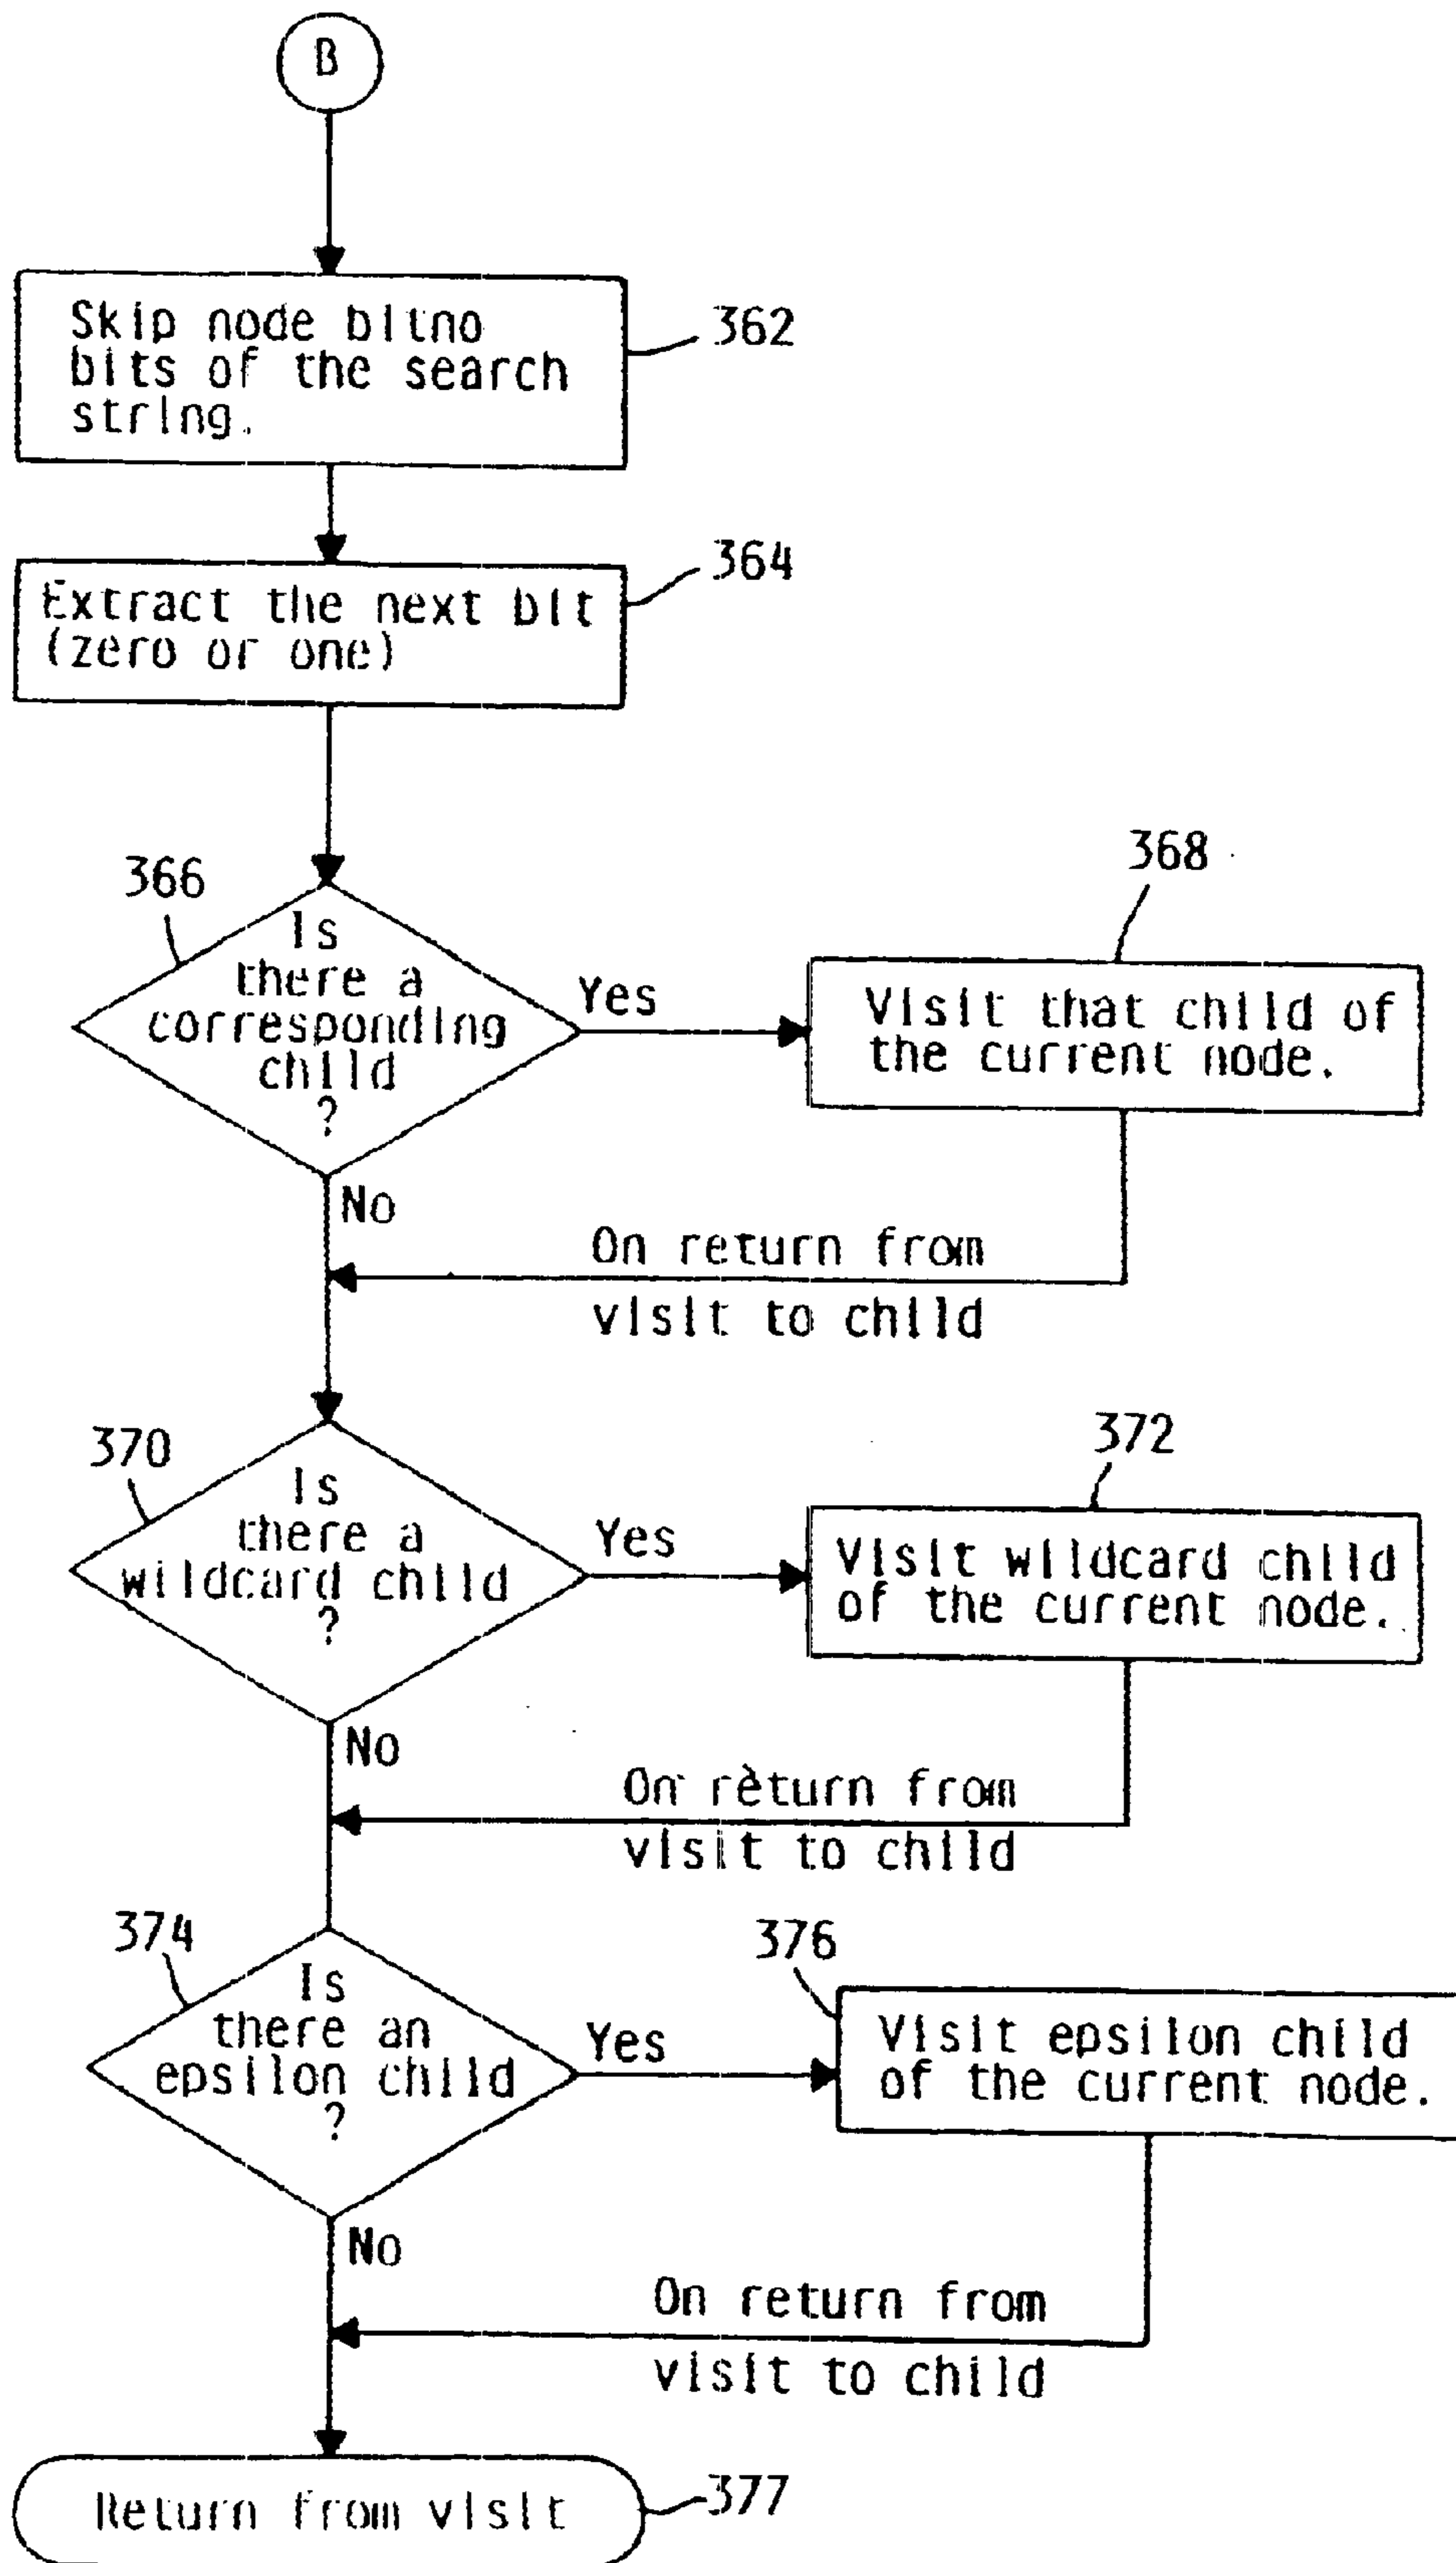 B
Skip node bitno
bits of the search
string.
362
Extract the next bit
(zero or one)
364
366
Is
there a
corresponding
child
?
Yes
368
Visit that child of
the current node.
No
On return from
visit to child
370
Is
there a
wildcard child
?
Yes
372
Visit wildcard child
of the current node.
No
On return from
visit to child
374
Is
there an
epsilon child
?
Yes
376
Visit epsilon child
of the current node.
No
On return from
visit to child
Return from visit
377